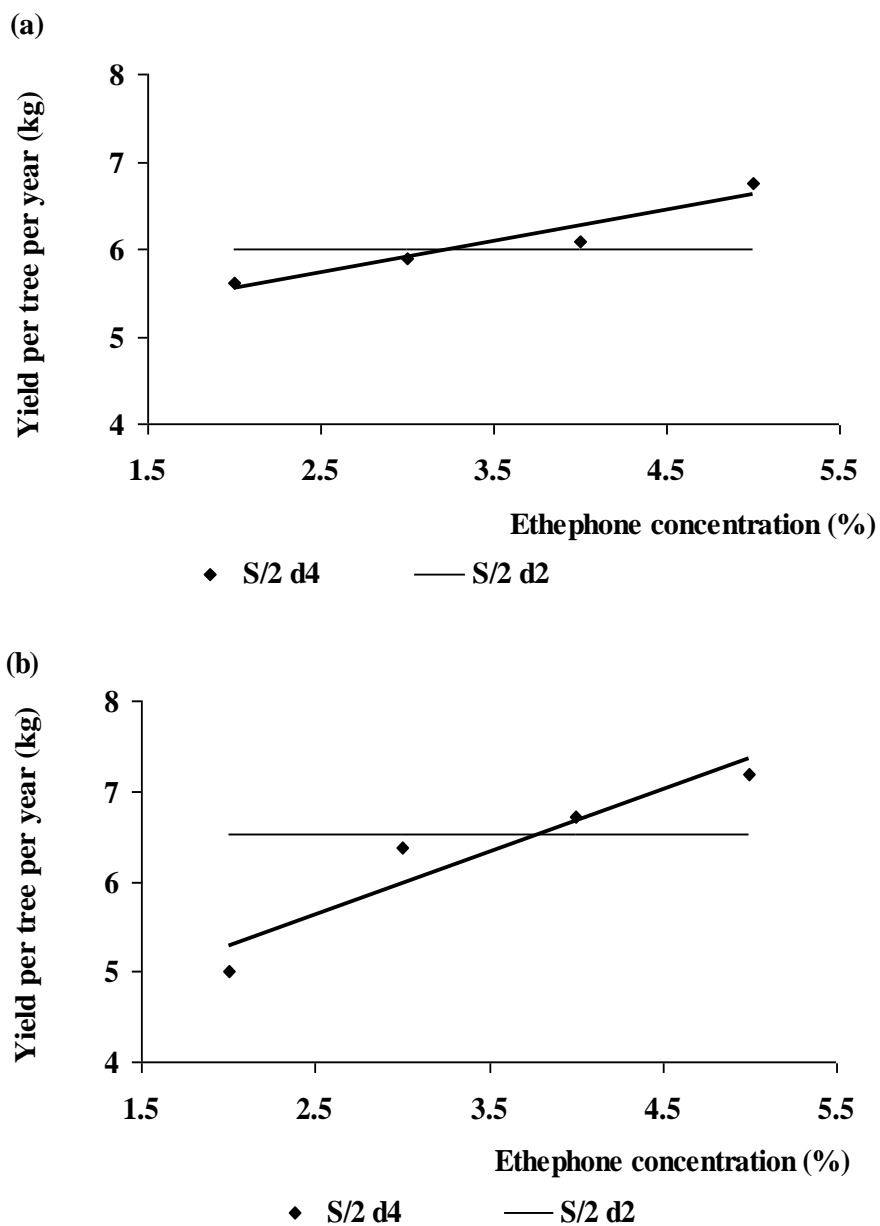 (a)
Yield per tree per year (kg)
8
7
6
5
4
1.5 2.5 3.5 4.5 5.5
Ethephone concentration (%)
S/2 d4 S/2 d2
(b)
Yield per tree per year (kg)
8
7
6
5
4
1.5 2.5 3.5 4.5 5.5
Ethephone concentration (%)
S/2 d4 S/2 d2